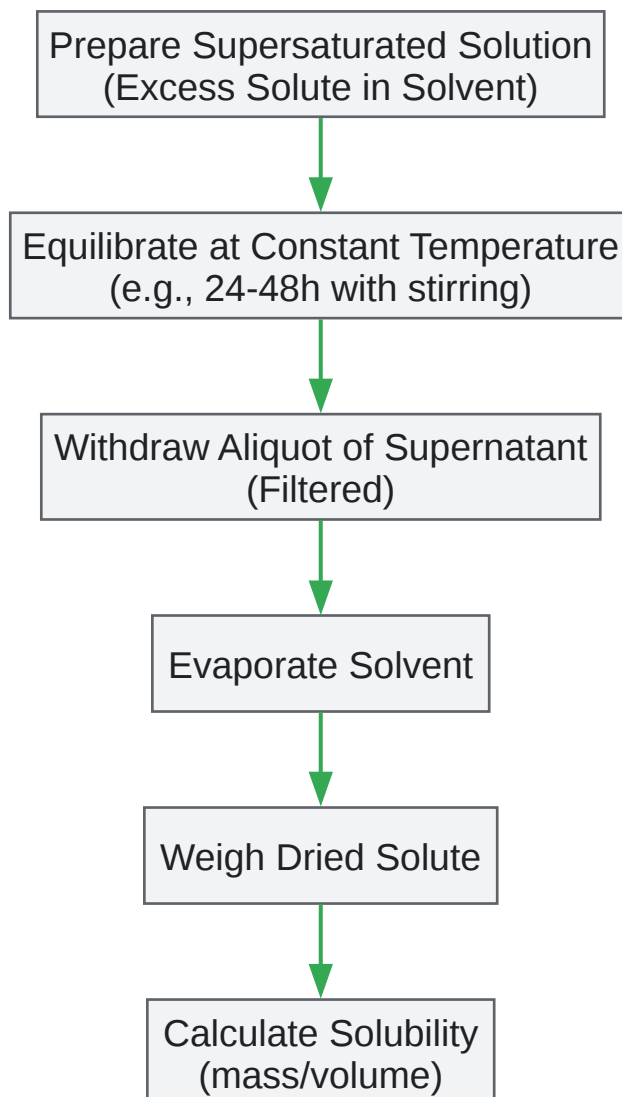 Prepare Supersaturated Solution
(Excess Solute in Solvent)
Equilibrate at Constant Temperature
(e.g., 24-48h with stirring)
Withdraw Aliquot of Supernatant
(Filtered)
Evaporate Solvent
Weigh Dried Solute
Calculate Solubility
(mass/volume)